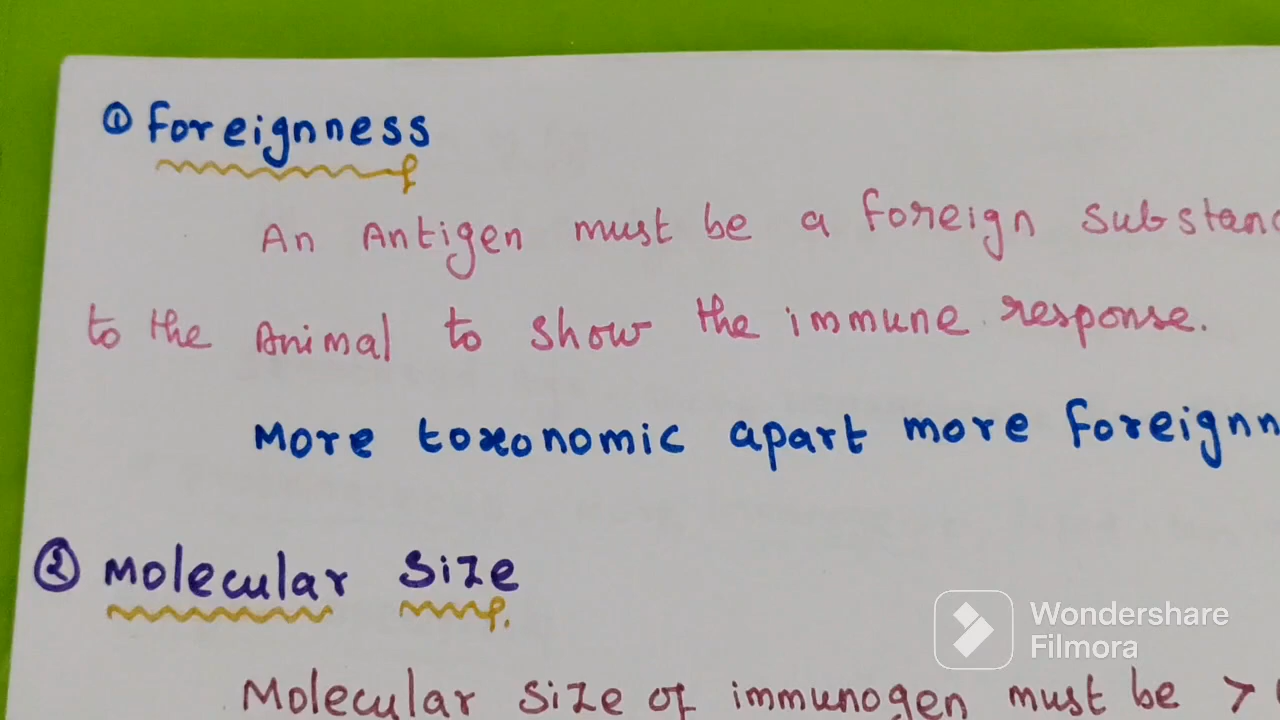 ① Foreignness
An Antigen must be a foreign substanc
to the Animal to show the immune response.
More toxonomic apart more foreignn
② Molecular Size
Molecular Size of immunogen must be >
Wondershare
Filmora